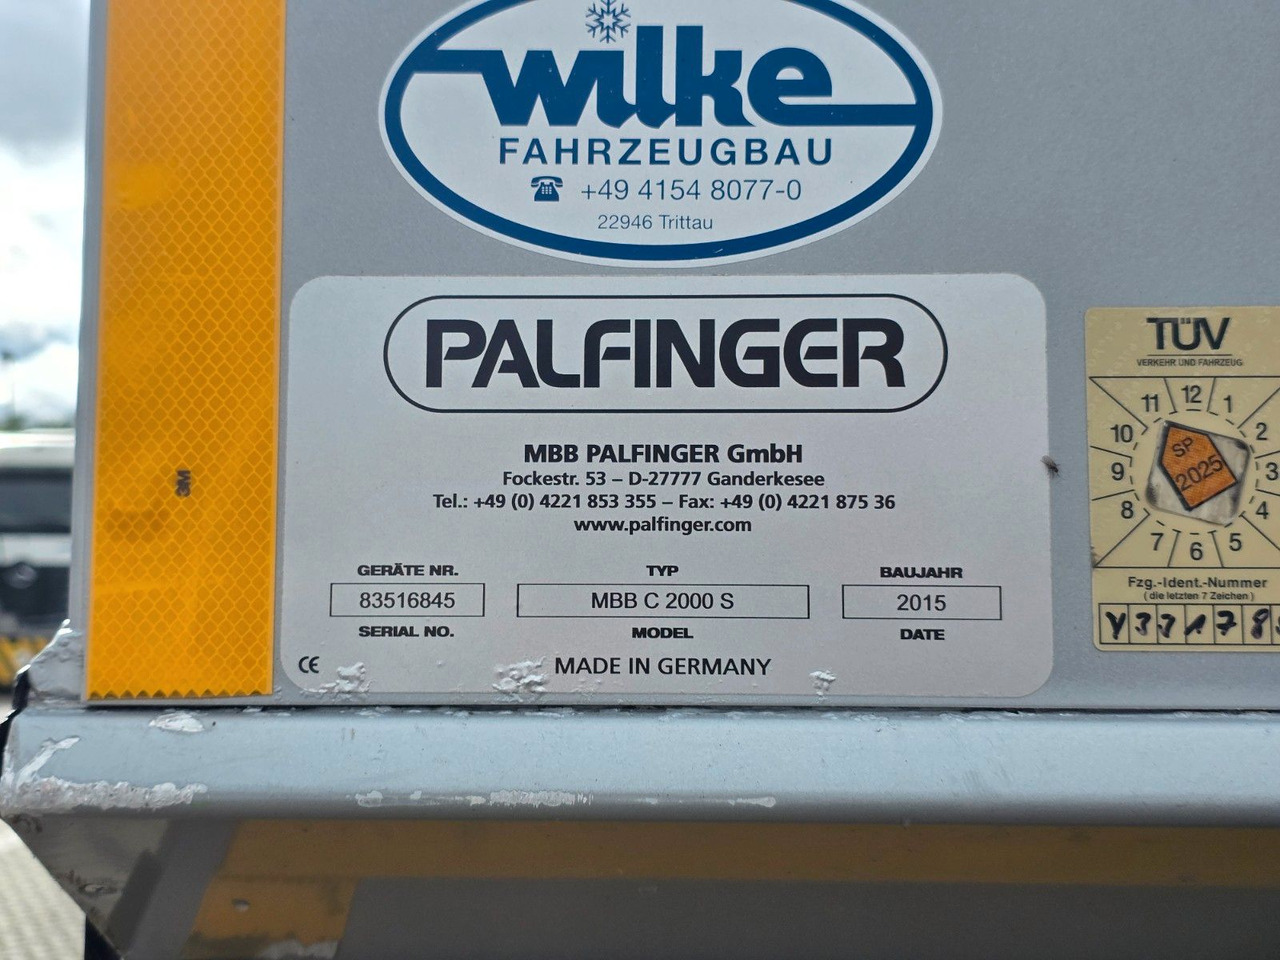 wilke
FAHRZEUGBAU
☎ +49 4154 8077-0
22946 Trittau
PALFINGER
MBB PALFINGER GmbH
Fockestr. 53 – D-27777 Ganderkesee
Tel.: +49 (0) 4221 853 355 – Fax: +49 (0) 4221 875 36
www.palfinger.com
GERÄTE NR. TYP BAUJAHR
83516845 MBB C 2000 S 2015
SERIAL NO. MODEL DATE
CE MADE IN GERMANY
3M
TÜV
VERKEHR UND FAHRZEUG
11 12 1
10 2
9 3
8 4
7 6 5
SP
2025
Fzg.-Ident.-Nummer
(die letzten 7 Zeichen)
Y33178